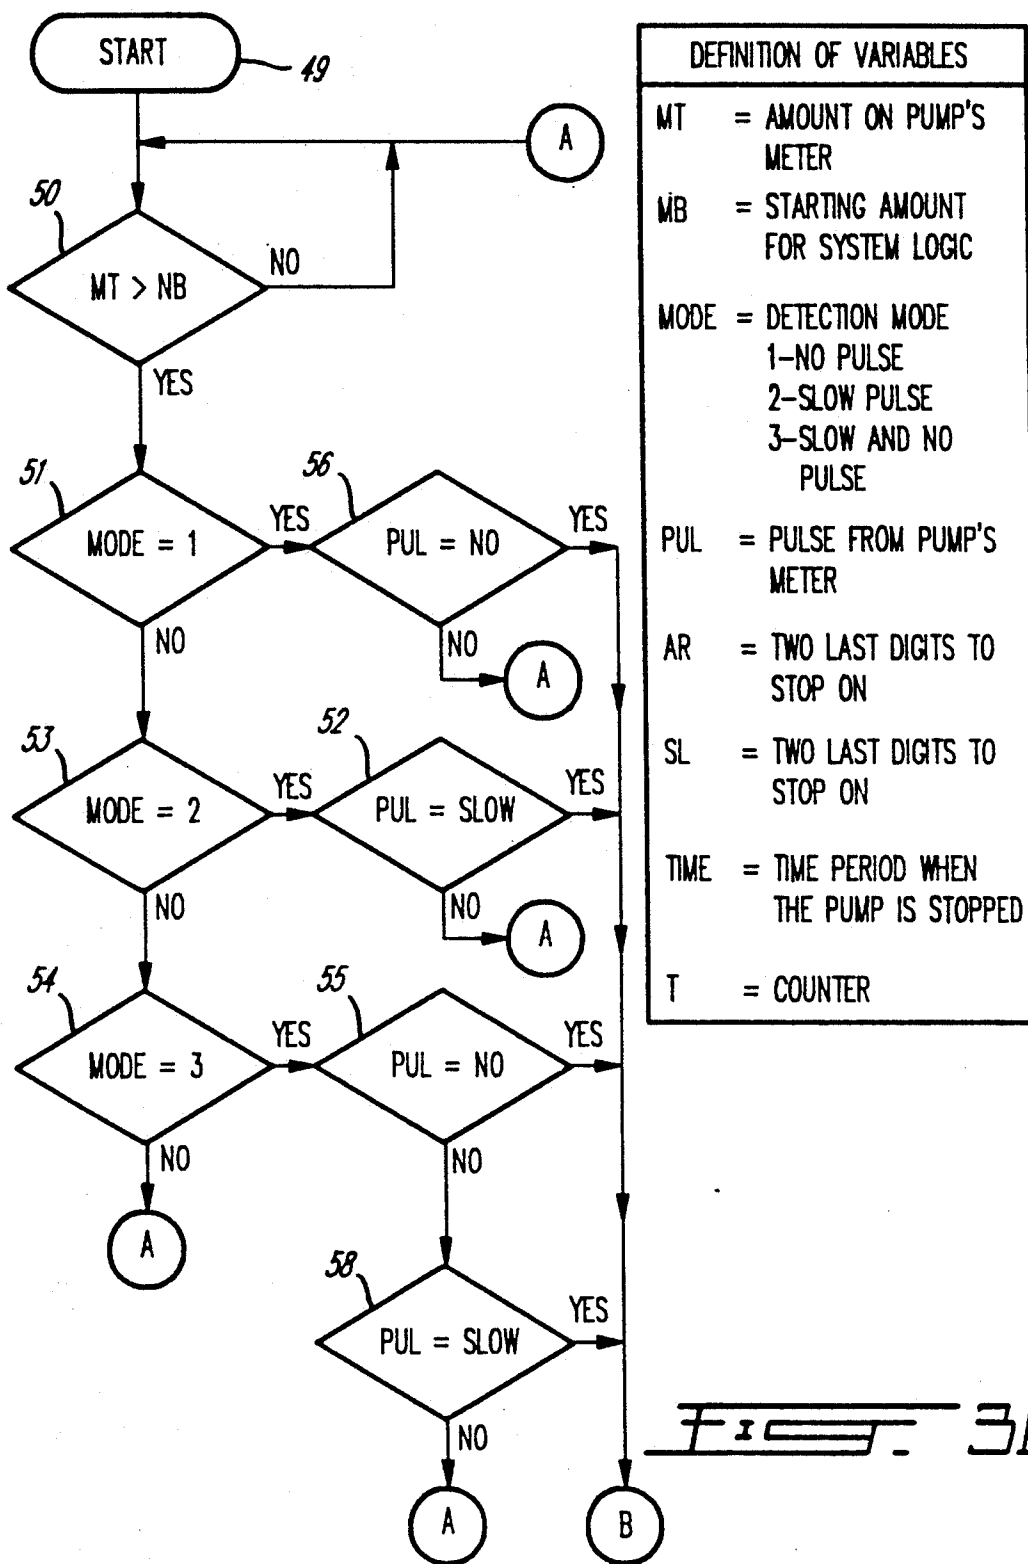 START
49
A
50
MT > NB
NO
YES
51
MODE = 1
YES
56
PUL = NO
YES
NO
NO
A
53
MODE = 2
YES
52
PUL = SLOW
YES
NO
NO
A
54
MODE = 3
YES
55
PUL = NO
YES
NO
NO
A
58
PUL = SLOW
YES
NO
A
B
DEFINITION OF VARIABLES
MT = AMOUNT ON PUMP'S
METER
MB = STARTING AMOUNT
FOR SYSTEM LOGIC
MODE = DETECTION MODE
1-NO PULSE
2-SLOW PULSE
3-SLOW AND NO
PULSE
PUL = PULSE FROM PUMP'S
METER
AR = TWO LAST DIGITS TO
STOP ON
SL = TWO LAST DIGITS TO
STOP ON
TIME = TIME PERIOD WHEN
THE PUMP IS STOPPED
T = COUNTER
FIG.